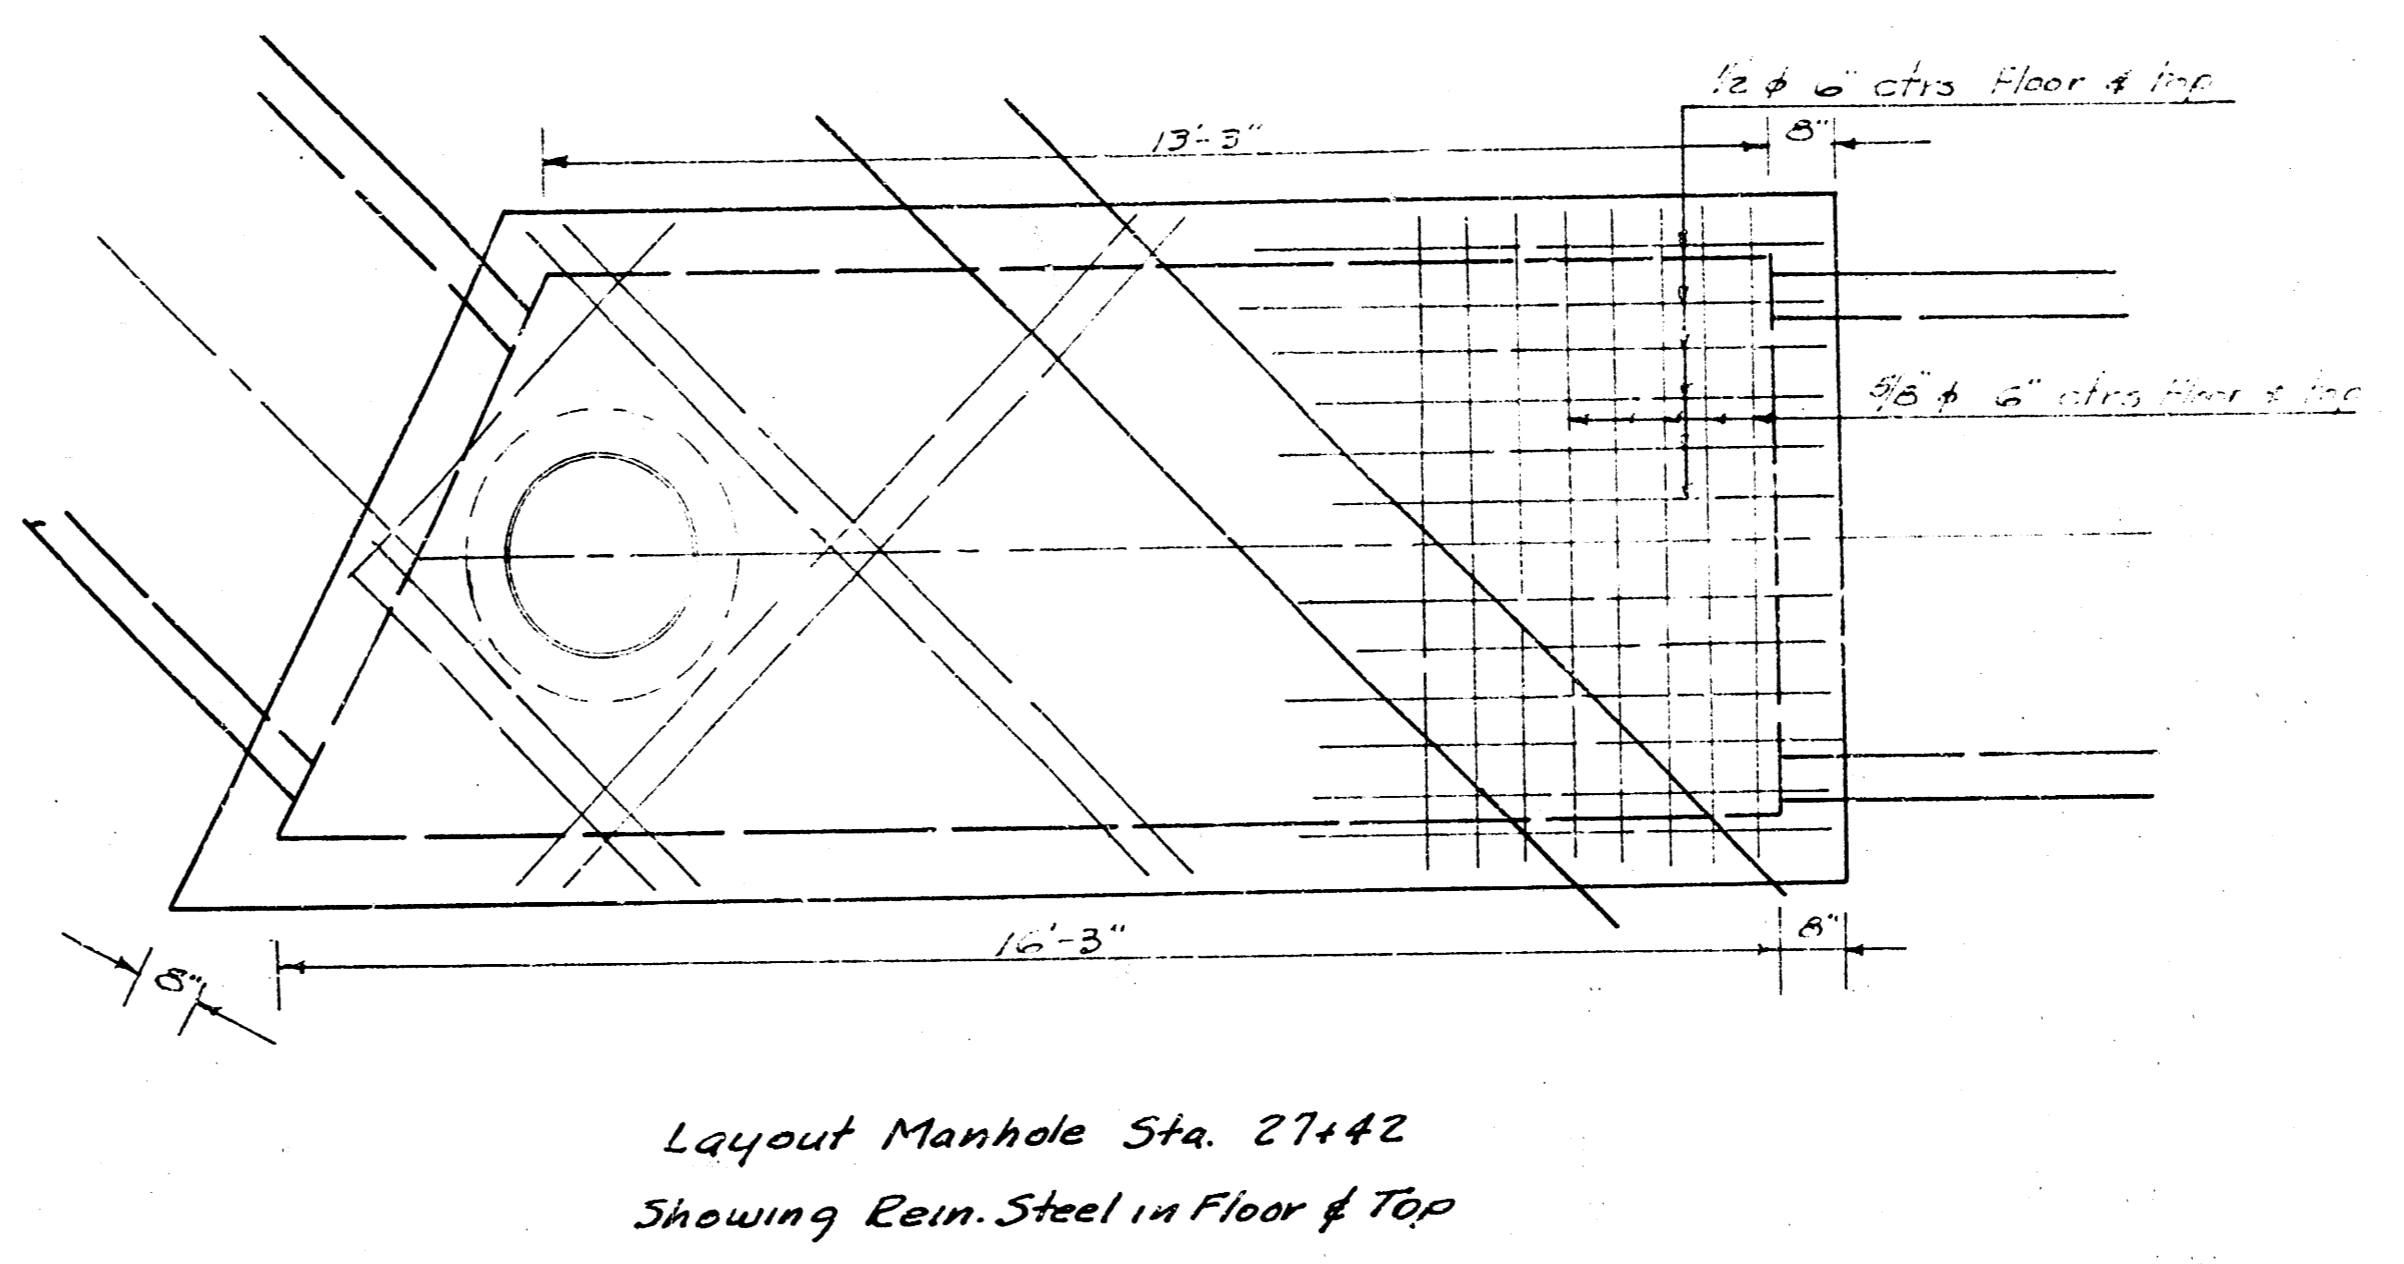 1/2 ϕ 6" ctrs Floor & top
13'-3"
8"
5/8" ϕ 6" ctrs Floor & top
16'-3"
8"
8"
Layout Manhole Sta. 27+42
Showing Rein. Steel in Floor & Top